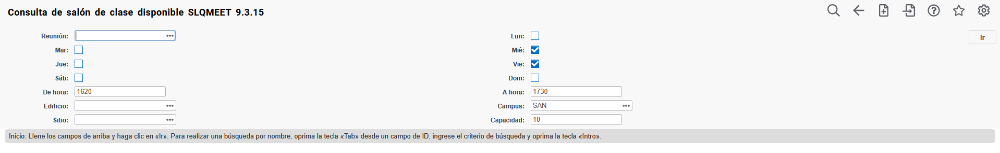 Consulta de salón de clase disponible SLQMEET 9.3.15
Reunión:
Lun:
Ir
Mar:
Mié:
Jue:
Vie:
Sáb:
Dom:
De hora: 1620
A hora: 1730
Edificio:
Campus: SAN
Sitio:
Capacidad: 10
Inicio: Llene los campos de arriba y haga clic en «Ir». Para realizar una búsqueda por nombre, oprima la tecla «Tab» desde un campo de ID, ingrese el criterio de búsqueda y oprima la tecla «Intro».